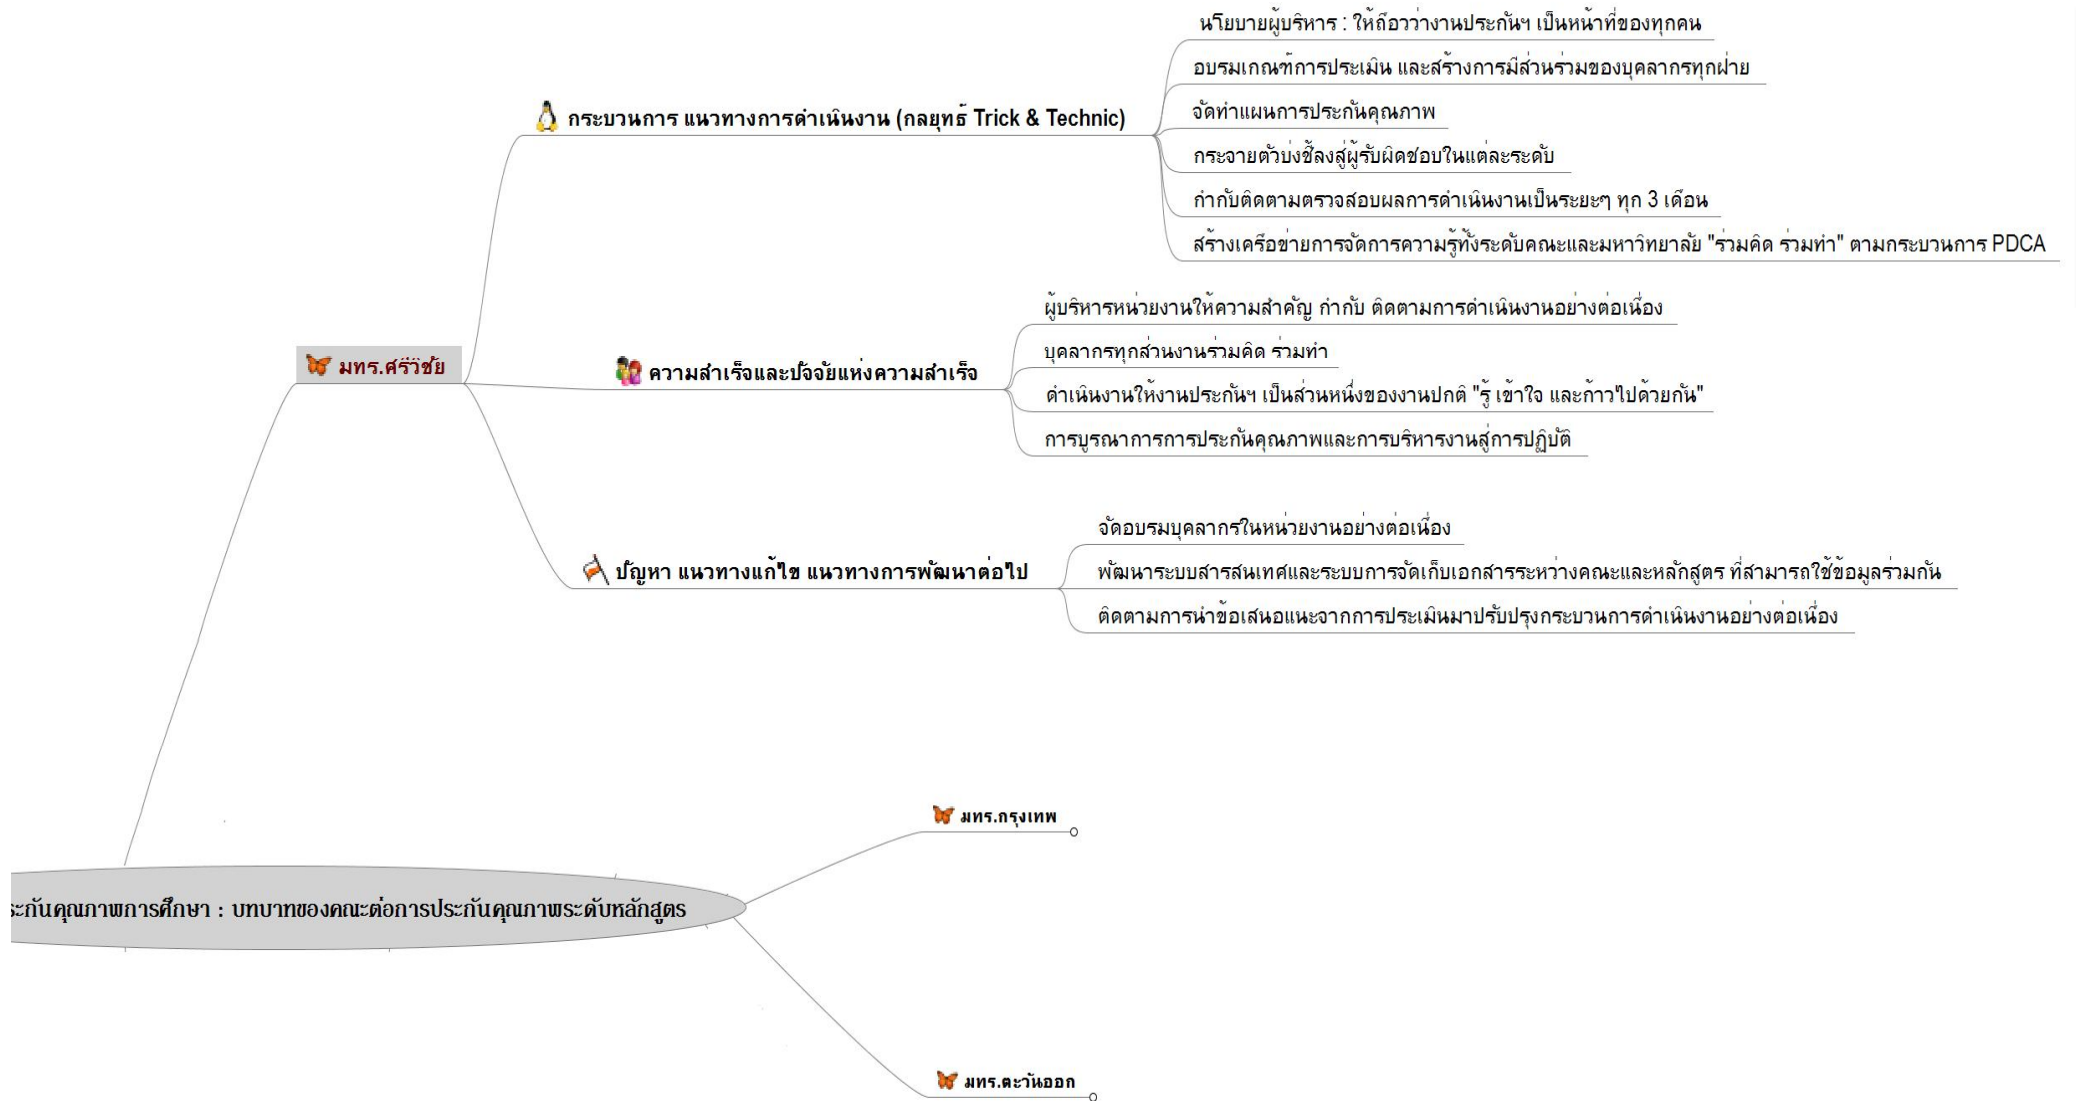 นโยบายผู้บริหาร : ให้ถือว่างานประกันฯ เป็นหน้าที่ของทุกคน
อบรมเกณฑ์การประเมิน และสร้างการมีส่วนร่วมของบุคลากรทุกฝ่าย
กระบวนการ แนวทางการดำเนินงาน (กลยุทธ์ Trick & Technic)
จัดทำแผนการประกันคุณภาพ
กระจายตัวบ่งชี้ลงสู่ผู้รับผิดชอบในแต่ละระดับ
กำกับติดตามตรวจสอบผลการดำเนินงานเป็นระยะๆ ทุก 3 เดือน
สร้างเครือข่ายการจัดการความรู้ทั้งระดับคณะและมหาวิทยาลัย "ร่วมคิด ร่วมทำ" ตามกระบวนการ PDCA
ผู้บริหารหน่วยงานให้ความสำคัญ กำกับ ติดตามการดำเนินงานอย่างต่อเนื่อง
บุคลากรทุกส่วนงานร่วมคิด ร่วมทำ
มทร.ศรีวิชัย
ความสำเร็จและปัจจัยแห่งความสำเร็จ
ดำเนินงานให้งานประกันฯ เป็นส่วนหนึ่งของงานปกติ "รู้ เข้าใจ และก้าวไปด้วยกัน"
การบูรณาการการประกันคุณภาพและการบริหารงานสู่การปฏิบัติ
จัดอบรมบุคลากรในหน่วยงานอย่างต่อเนื่อง
ปัญหา แนวทางแก้ไข แนวทางการพัฒนาต่อไป
พัฒนาระบบสารสนเทศและระบบการจัดเก็บเอกสารระหว่างคณะและหลักสูตร ที่สามารถใช้ข้อมูลร่วมกัน
ติดตามการนำข้อเสนอแนะจากการประเมินมาปรับปรุงกระบวนการดำเนินงานอย่างต่อเนื่อง
มทร.กรุงเทพ
ระกันคุณภาพการศึกษา : บทบาทของคณะต่อการประกันคุณภาพระดับหลักสูตร
มทร.ตะวันออก